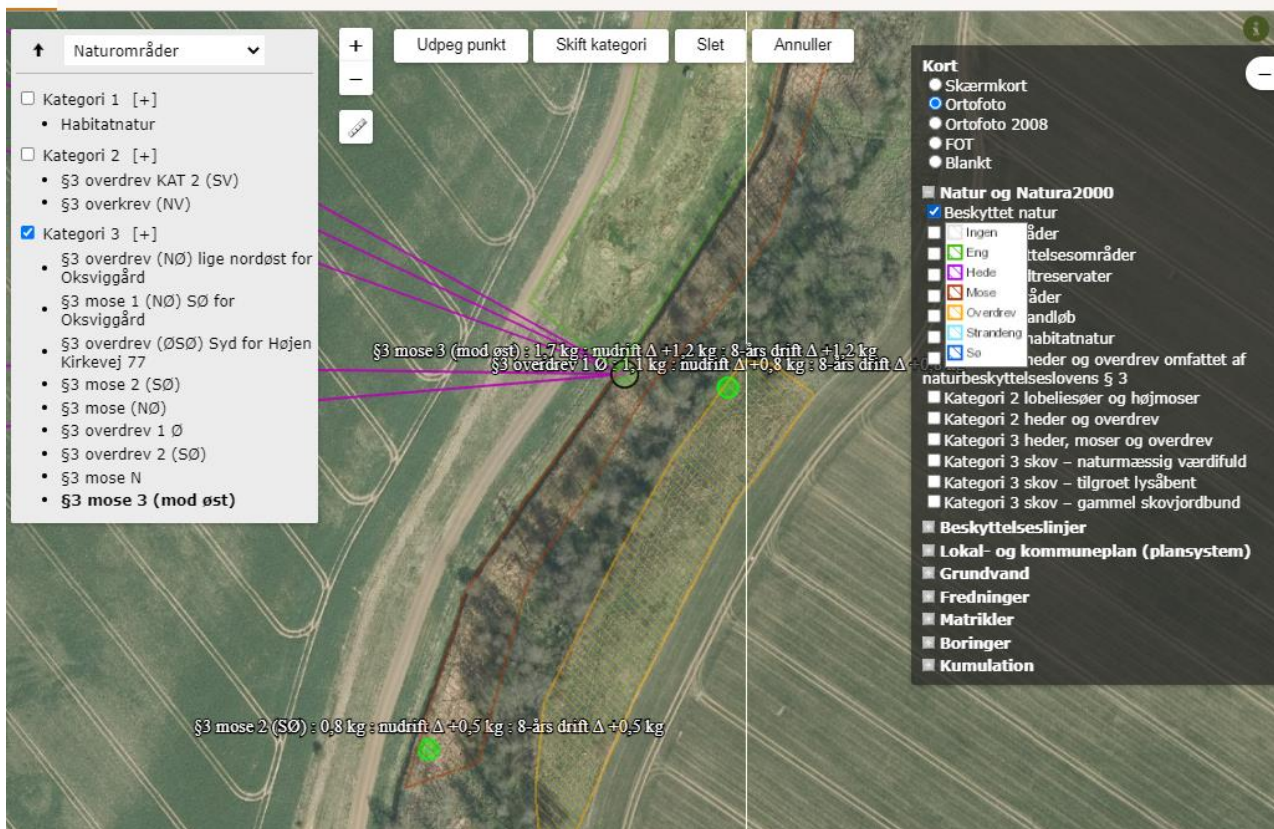 Naturområder
Kategori 1 [+]
Habitatnatur
Kategori 2 [+]
§3 overdrev KAT 2 (SV)
§3 overkrev (NV)
Kategori 3 [+]
§3 overdrev (NØ) lige nordøst for
Oksviggård
§3 mose 1 (NØ) SØ for
Oksviggård
§3 overdrev (ØSØ) Syd for Højen
Kirkevej 77
§3 mose 2 (SØ)
§3 mose (NØ)
§3 overdrev 1 Ø
§3 overdrev 2 (SØ)
§3 mose N
§3 mose 3 (mod øst)
+
−
Udpeg punkt
Skift kategori
Slet
Annuller
§3 mose 3 (mod øst) : 1,7 kg : nudrift Δ +1,2 kg : 8-års drift Δ +1,2 kg
§3 overdrev 1 Ø : 1,1 kg : nudrift Δ +0,8 kg : 8-års drift Δ
§3 mose 2 (SØ) : 0,8 kg : nudrift Δ +0,5 kg : 8-års drift Δ +0,5 kg
Kort
Skærmkort
Ortofoto
Ortofoto 2008
FOT
Blankt
Natur og Natura2000
Beskyttet natur
Ingen åder
Eng ttelsesområder
Hede ltreservater
Mose råder
Overdrev andløb
Strandeng habitatnatur
Sø heder og overdrev omfattet af
naturbeskyttelseslovens § 3
Kategori 2 lobeliesøer og højmoser
Kategori 2 heder og overdrev
Kategori 3 heder, moser og overdrev
Kategori 3 skov – naturmæssig værdifuld
Kategori 3 skov – tilgroet lysåbent
Kategori 3 skov – gammel skovjordbund
Beskyttelseslinjer
Lokal- og kommuneplan (plansystem)
Grundvand
Fredninger
Matrikler
Boringer
Kumulation